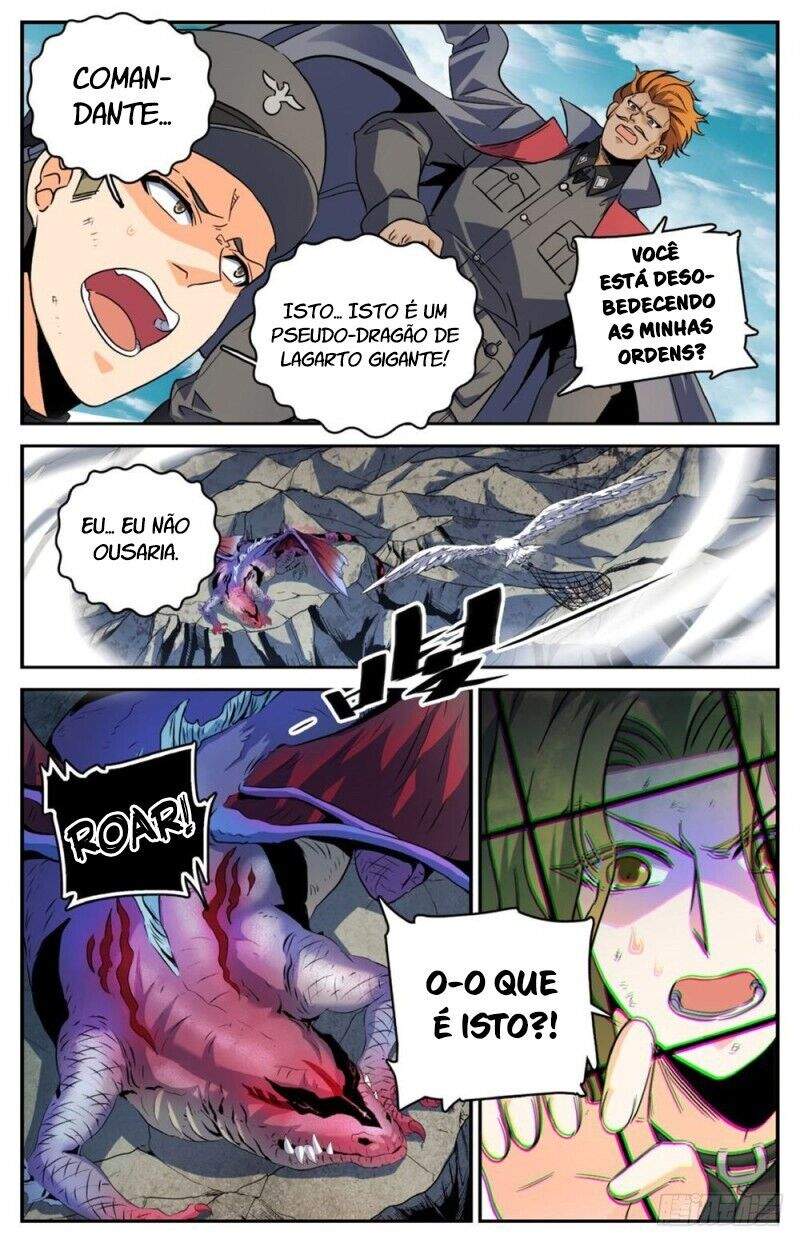 COMAN-
DANTE...
ISTO... ISTO É UM
PSEUDO-DRAGÃO DE
LAGARTO GIGANTE!
VOCÊ
ESTÁ DESO-
BEDECENDO
AS MINHAS
ORDENS?
EU... EU NÃO
OUSARIA.
ROAR!
O-O QUE
É ISTO?!